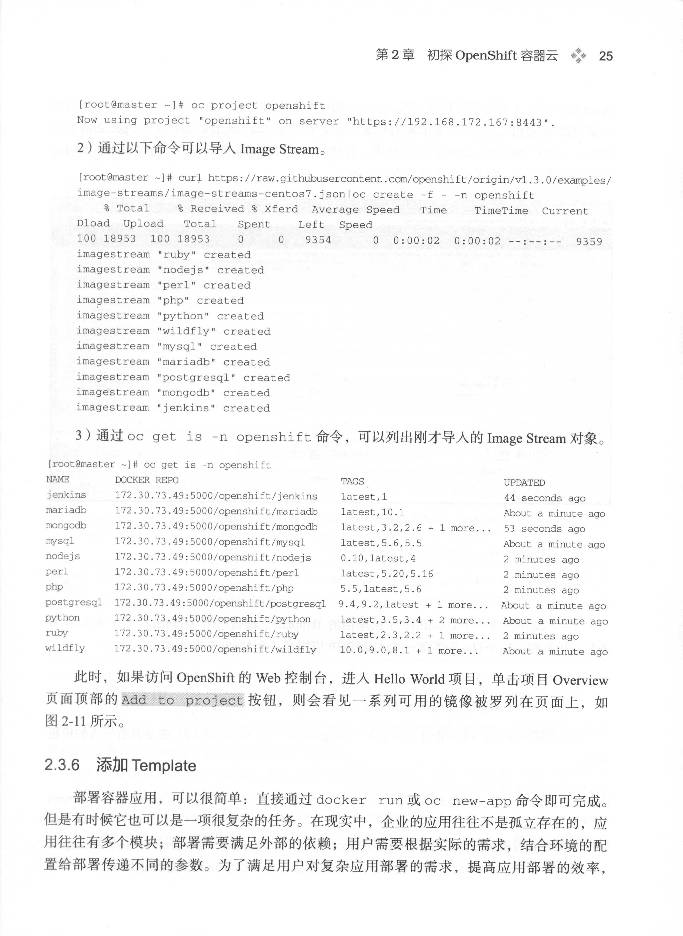 第 2 章 初探 OpenShift 容器云 25
[root@master ~]# oc project openshift
Now using project "openshift" on server "https://192.168.172.167:8443".
2）通过以下命令可以导入 Image Stream。
[root@master ~]# curl https://raw.githubusercontent.com/openshift/origin/v1.3.0/examples/
image-streams/image-streams-centos7.json|oc create -f - -n openshift
% Total % Received % Xferd Average Speed Time TimeTime Current
Dload Upload Total Spent Left Speed
100 18953 100 18953 0 0 9354 0 0:00:02 0:00:02 --:--:-- 9359
imagestream "ruby" created
imagestream "nodejs" created
imagestream "perl" created
imagestream "php" created
imagestream "python" created
imagestream "wildfly" created
imagestream "mysql" created
imagestream "mariadb" created
imagestream "postgresql" created
imagestream "mongodb" created
imagestream "jenkins" created
3）通过 oc get is -n openshift 命令，可以列出刚才导入的 Image Stream 对象。
[root@master ~]# oc get is -n openshift
NAME DOCKER REPO TAGS UPDATED
jenkins 172.30.73.49:5000/openshift/jenkins latest,1 44 seconds ago
mariadb 172.30.73.49:5000/openshift/mariadb latest,10.1 About a minute ago
mongodb 172.30.73.49:5000/openshift/mongodb latest,3.2,2.6 + 1 more... 53 seconds ago
mysql 172.30.73.49:5000/openshift/mysql latest,5.6,5.5 About a minute ago
nodejs 172.30.73.49:5000/openshift/nodejs 0.10,latest,4 2 minutes ago
perl 172.30.73.49:5000/openshift/perl latest,5.20,5.16 2 minutes ago
php 172.30.73.49:5000/openshift/php 5.5,latest,5.6 2 minutes ago
postgresql 172.30.73.49:5000/openshift/postgresql 9.4,9.2,latest + 1 more... About a minute ago
python 172.30.73.49:5000/openshift/python latest,3.5,3.4 + 2 more... About a minute ago
ruby 172.30.73.49:5000/openshift/ruby latest,2.3,2.2 + 1 more... 2 minutes ago
wildfly 172.30.73.49:5000/openshift/wildfly 10.0,9.0,8.1 + 1 more... About a minute ago
此时，如果访问 OpenShift 的 Web 控制台，进入 Hello World 项目，单击项目 Overview
页面顶部的 Add to project 按钮，则会看见一系列可用的镜像被罗列在页面上，如
图 2-11 所示。
2.3.6 添加 Template
部署容器应用，可以很简单：直接通过 docker run 或 oc new-app 命令即可完成。
但是有时候它也可以是一项很复杂的任务。在现实中，企业的应用往往不是孤立存在的，应
用往往有多个模块；部署需要满足外部的依赖；用户需要根据实际的需求，结合环境的配
置给部署传递不同的参数。为了满足用户对复杂应用部署的需求，提高应用部署的效率，